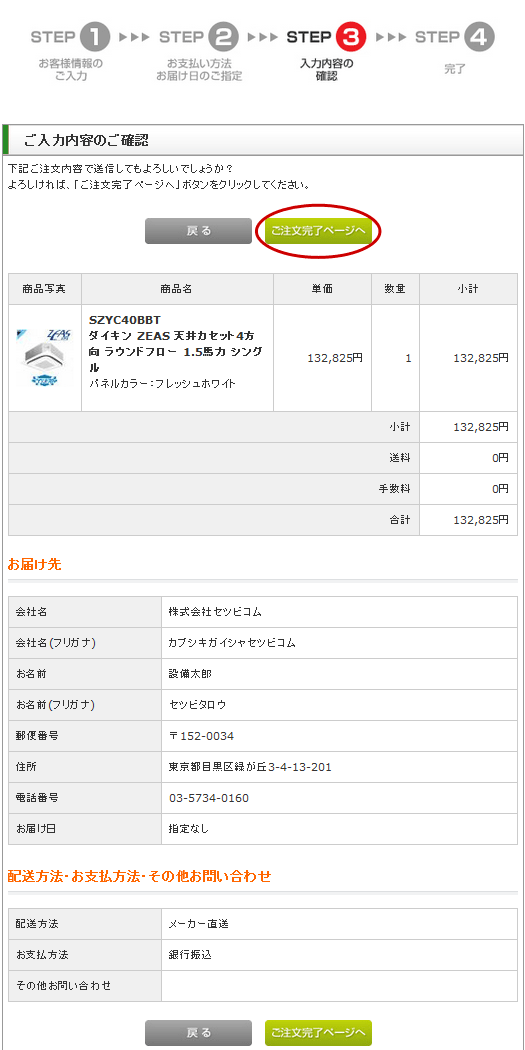 STEP 1 STEP 2 STEP 3 STEP 4
お客様情報の
ご入力
お支払い方法
お届け日のご指定
入力内容の
確認
完了
ご入力内容のご確認
下記ご注文内容で送信してもよろしいでしょうか？
よろしければ、「ご注文完了ページへ」ボタンをクリックしてください。
戻る ご注文完了ページへ
商品写真 商品名 単価 数量 小計
ZEAS
SZYC40BBT
ダイキン ZEAS 天井カセット4方
向 ラウンドフロー 1.5馬力 シング
ル
パネルカラー：フレッシュホワイト
132,825円 1 132,825円
小計 132,825円
送料 0円
手数料 0円
合計 132,825円
お届け先
会社名 株式会社セツビコム
会社名(フリガナ) カブシキガイシャセツビコム
お名前 設備太郎
お名前(フリガナ) セツビタロウ
郵便番号 〒152-0034
住所 東京都目黒区緑が丘3-4-13-201
電話番号 03-5734-0160
お届け日 指定なし
配送方法・お支払方法・その他お問い合わせ
配送方法 メーカー直送
お支払方法 銀行振込
その他お問い合わせ
戻る ご注文完了ページへ